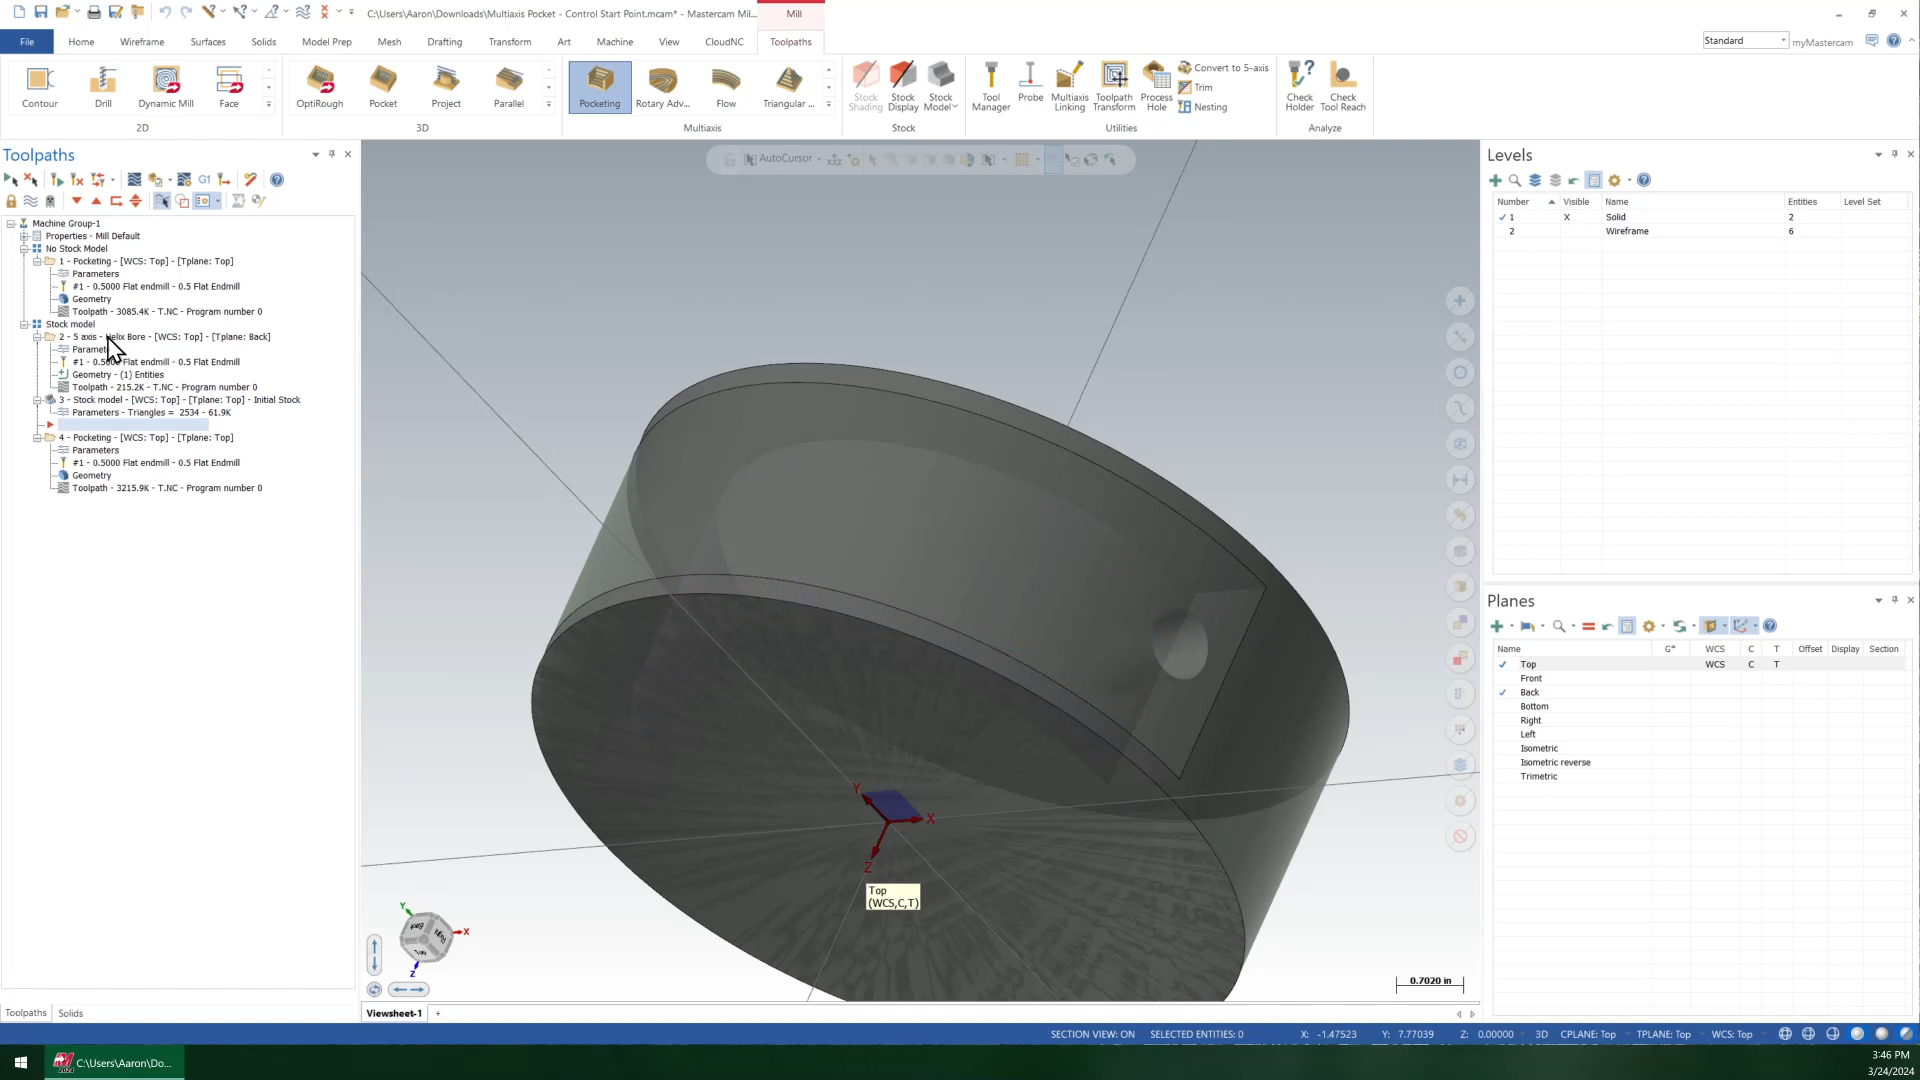 C:\Users\Aaron\Downloads\Multiaxis Pocket - Control Start Point.mcam* - Mastercam Mil...
Mill
File
Home
Wireframe
Surfaces
Solids
Model Prep
Mesh
Drafting
Transform
Art
Machine
View
CloudNC
Toolpaths
Standard
myMastercam
Contour
Drill
Dynamic Mill
Face
2D
OptiRough
Pocket
Project
Parallel
3D
Pocketing
Rotary Adv...
Flow
Triangular ...
Multiaxis
Stock Shading
Stock Display
Stock Model
Stock
Tool Manager
Probe
Multiaxis Linking
Toolpath Transform
Process Hole
Convert to 5-axis
Trim
Nesting
Utilities
Check Holder
Check Tool Reach
Analyze
Toolpaths
G1
Machine Group-1
Properties - Mill Default
No Stock Model
1 - Pocketing - [WCS: Top] - [Tplane: Top]
Parameters
#1 - 0.5000 Flat endmill - 0.5 Flat Endmill
Geometry
Toolpath - 3085.4K - T.NC - Program number 0
Stock model
2 - 5 axis - Helix Bore - [WCS: Top] - [Tplane: Back]
#1 - 0.5000 Flat endmill - 0.5 Flat Endmill
Geometry - (1) Entities
Toolpath - 215.2K - T.NC - Program number 0
3 - Stock model - [WCS: Top] - [Tplane: Top] - Initial Stock
Parameters - Triangles = 2534 - 61.9K
4 - Pocketing - [WCS: Top] - [Tplane: Top]
Parameters
#1 - 0.5000 Flat endmill - 0.5 Flat Endmill
Geometry
Toolpath - 3215.9K - T.NC - Program number 0
Toolpaths
Solids
AutoCursor
Y
X
Z
Top
(WCS,C,T)
Y
X
Z
Back
Right
0.7020 in
Viewsheet-1
+
Levels
Number
Visible
Name
Entities
Level Set
1
X
Solid
2
2
Wireframe
6
Planes
Name
G*
WCS
C
T
Offset
Display
Section
Top
WCS
C
T
Front
Back
Bottom
Right
Left
Isometric
Isometric reverse
Trimetric
SECTION VIEW: ON
SELECTED ENTITIES: 0
X: -1.47523
Y: 7.77039
Z: 0.00000
3D
CPLANE: Top
TPLANE: Top
WCS: Top
C:\Users\Aaron\Do...
3:46 PM
3/24/2024